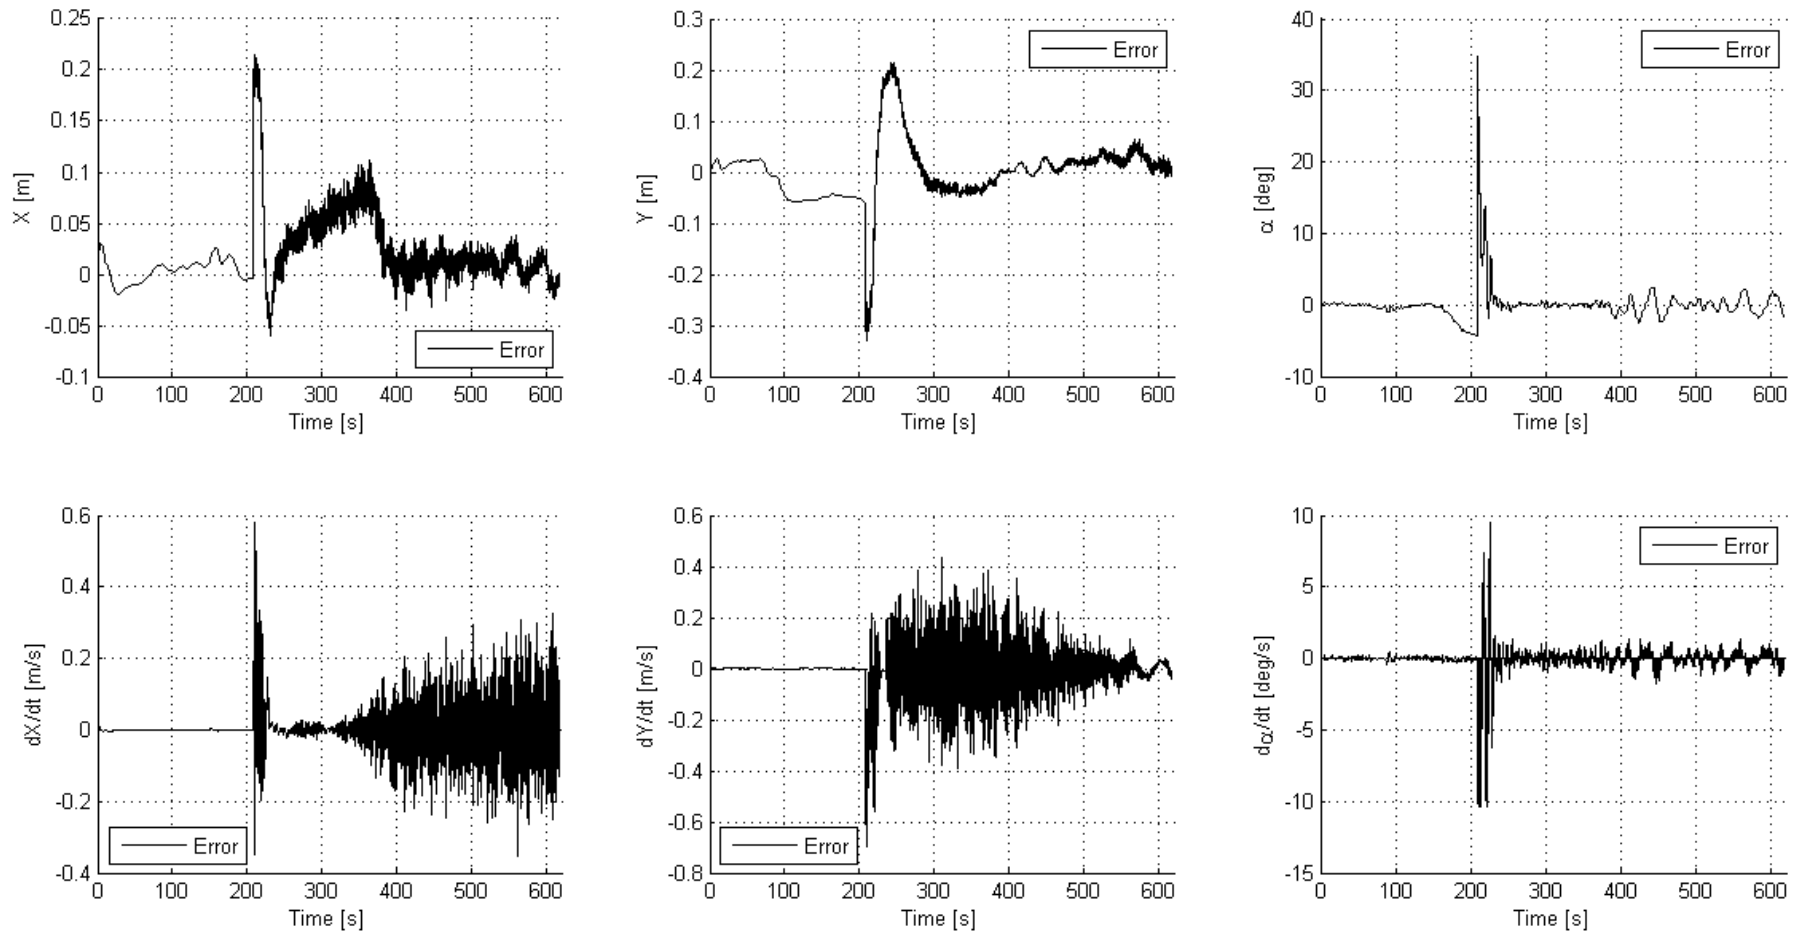 0.25
0.2
0.15
0.1
0.05
0
-0.05
-0.1
X [m]
Error
0 100 200 300 400 500 600
Time [s]
0.3
0.2
0.1
0
-0.1
-0.2
-0.3
-0.4
Y [m]
Error
0 100 200 300 400 500 600
Time [s]
40
30
20
10
0
-10
α [deg]
Error
0 100 200 300 400 500 600
Time [s]
0.6
0.4
0.2
0
-0.2
-0.4
dX/dt [m/s]
Error
0 100 200 300 400 500 600
Time [s]
0.6
0.4
0.2
0
-0.2
-0.4
-0.6
-0.8
dY/dt [m/s]
Error
0 100 200 300 400 500 600
Time [s]
10
5
0
-5
-10
-15
dα/dt [deg/s]
Error
0 100 200 300 400 500 600
Time [s]